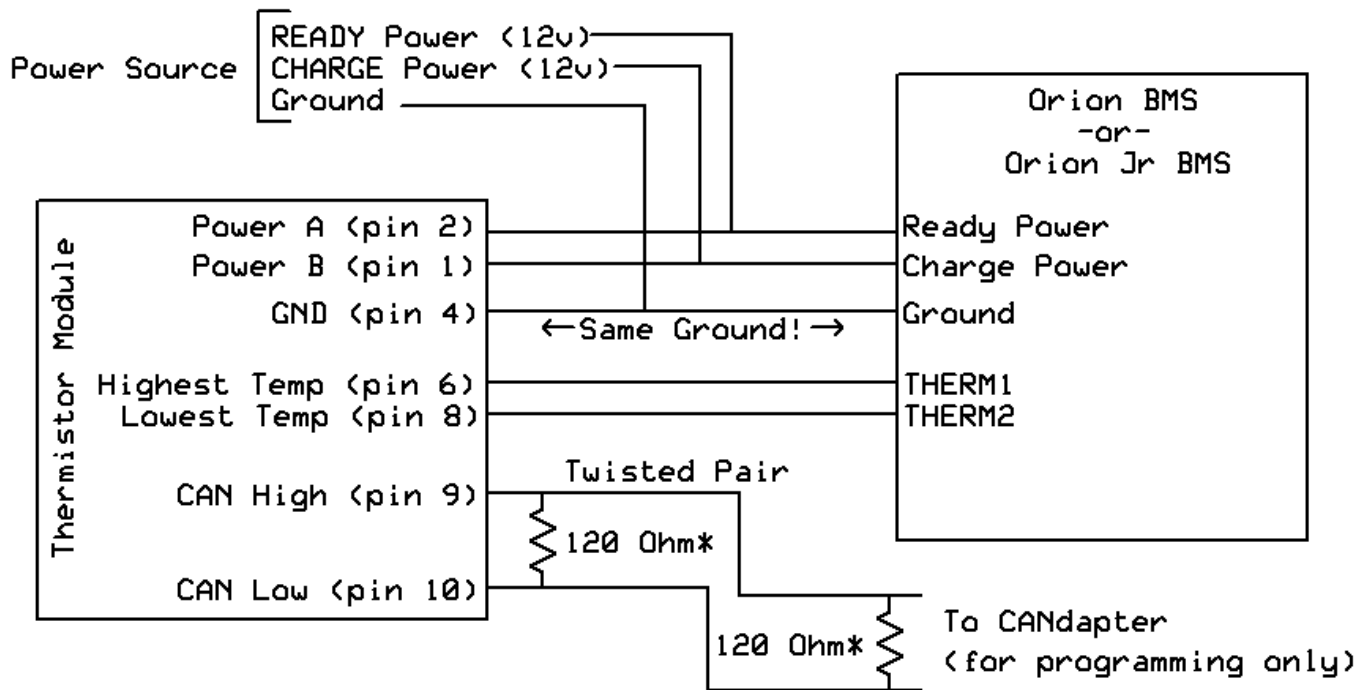 READY Power (12v)
Power Source
CHARGE Power (12v)
Ground
Orion BMS
-or-
Orion Jr BMS
Thermistor Module
Power A (pin 2)
Power B (pin 1)
GND (pin 4)
Highest Temp (pin 6)
Lowest Temp (pin 8)
CAN High (pin 9)
CAN Low (pin 10)
←Same Ground!→
Ready Power
Charge Power
Ground
THERM1
THERM2
Twisted Pair
120 Ohm*
120 Ohm*
To CANdapter
(for programming only)